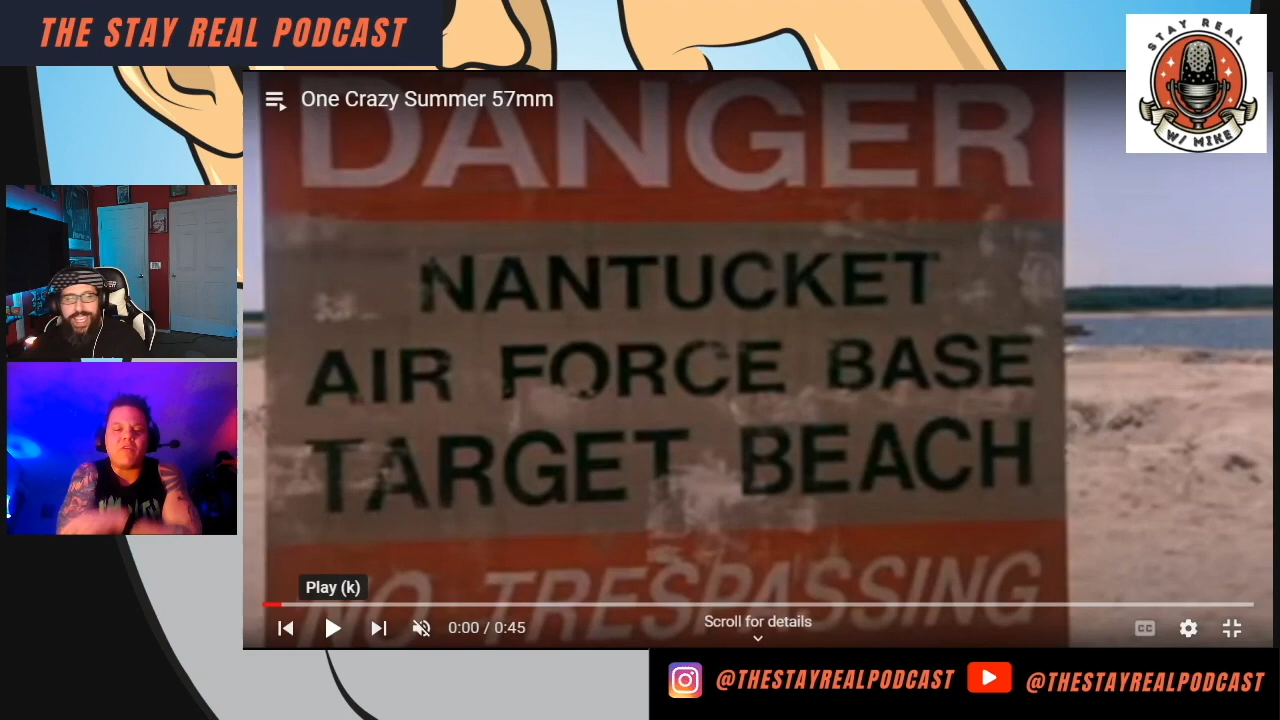 THE STAY REAL PODCAST
STAY REAL
W/ MIKE
One Crazy Summer 57mm
DANGER
NANTUCKET
AIR FORCE BASE
TARGET BEACH
NO TRESPASSING
Play (k)
0:00 / 0:45
Scroll for details
CC
@THESTAYREALPODCAST
@THESTAYREALPODCAST